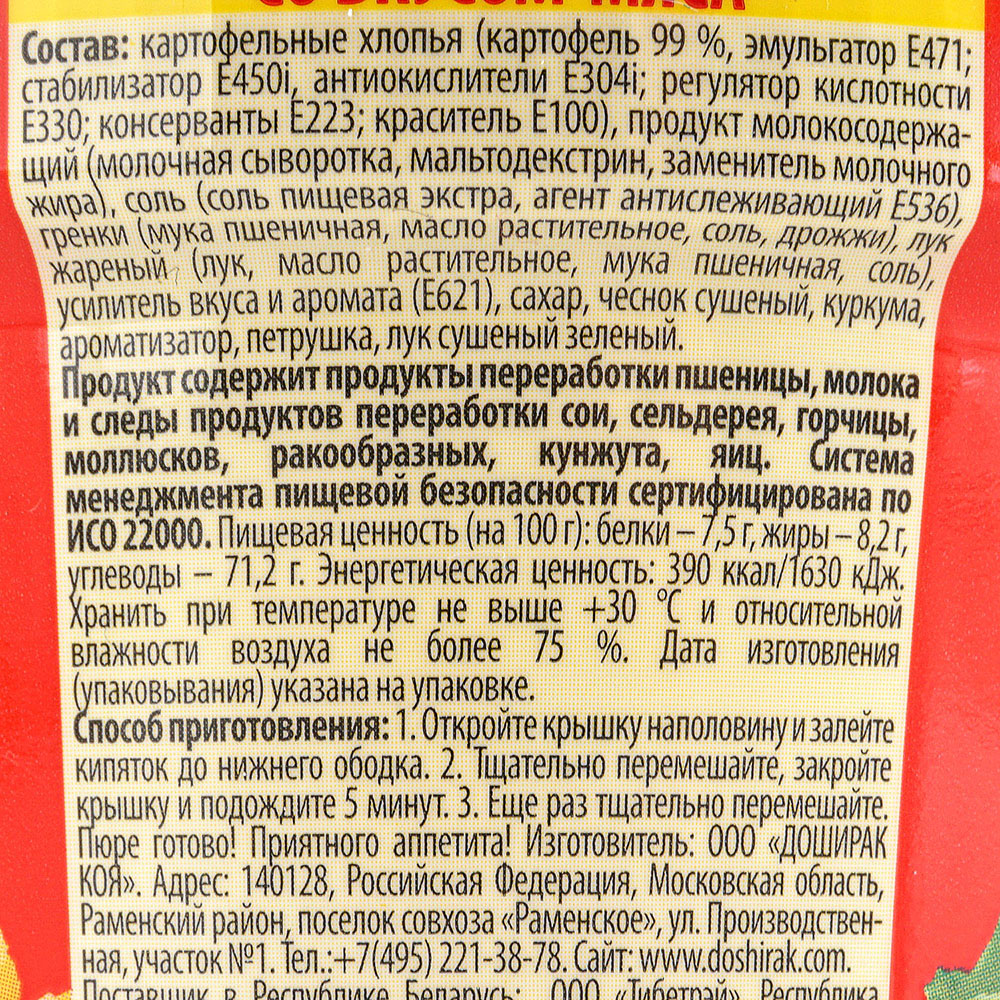 СО ВКУСОМ МЯСА
Состав: картофельные хлопья (картофель 99 %, эмульгатор Е471;
стабилизатор Е450i, антиокислители Е304i; регулятор кислотности
Е330; консерванты Е223; краситель Е100), продукт молокосодержа-
щий (молочная сыворотка, мальтодекстрин, заменитель молочного
жира), соль (соль пищевая экстра, агент антислеживающий Е536),
гренки (мука пшеничная, масло растительное, соль, дрожжи), лук
жареный (лук, масло растительное, мука пшеничная, соль),
усилитель вкуса и аромата (Е621), сахар, чеснок сушеный, куркума,
ароматизатор, петрушка, лук сушеный зеленый.
Продукт содержит продукты переработки пшеницы, молока
и следы продуктов переработки сои, сельдерея, горчицы,
моллюсков, ракообразных, кунжута, яиц. Система
менеджмента пищевой безопасности сертифицирована по
ИСО 22000. Пищевая ценность (на 100 г): белки – 7,5 г, жиры – 8,2 г,
углеводы – 71,2 г. Энергетическая ценность: 390 ккал/1630 кДж.
Хранить при температуре не выше +30 °С и относительной
влажности воздуха не более 75 %. Дата изготовления
(упаковывания) указана на упаковке.
Способ приготовления: 1. Откройте крышку наполовину и залейте
кипяток до нижнего ободка. 2. Тщательно перемешайте, закройте
крышку и подождите 5 минут. 3. Еще раз тщательно перемешайте.
Пюре готово! Приятного аппетита! Изготовитель: ООО «ДОШИРАК
КОЯ». Адрес: 140128, Российская Федерация, Московская область,
Раменский район, поселок совхоза «Раменское», ул. Производствен-
ная, участок №1. Тел.:+7(495) 221-38-78. Сайт: www.doshirak.com.
Поставщик в Республике Беларусь: ООО «Тибетрэй», Республика